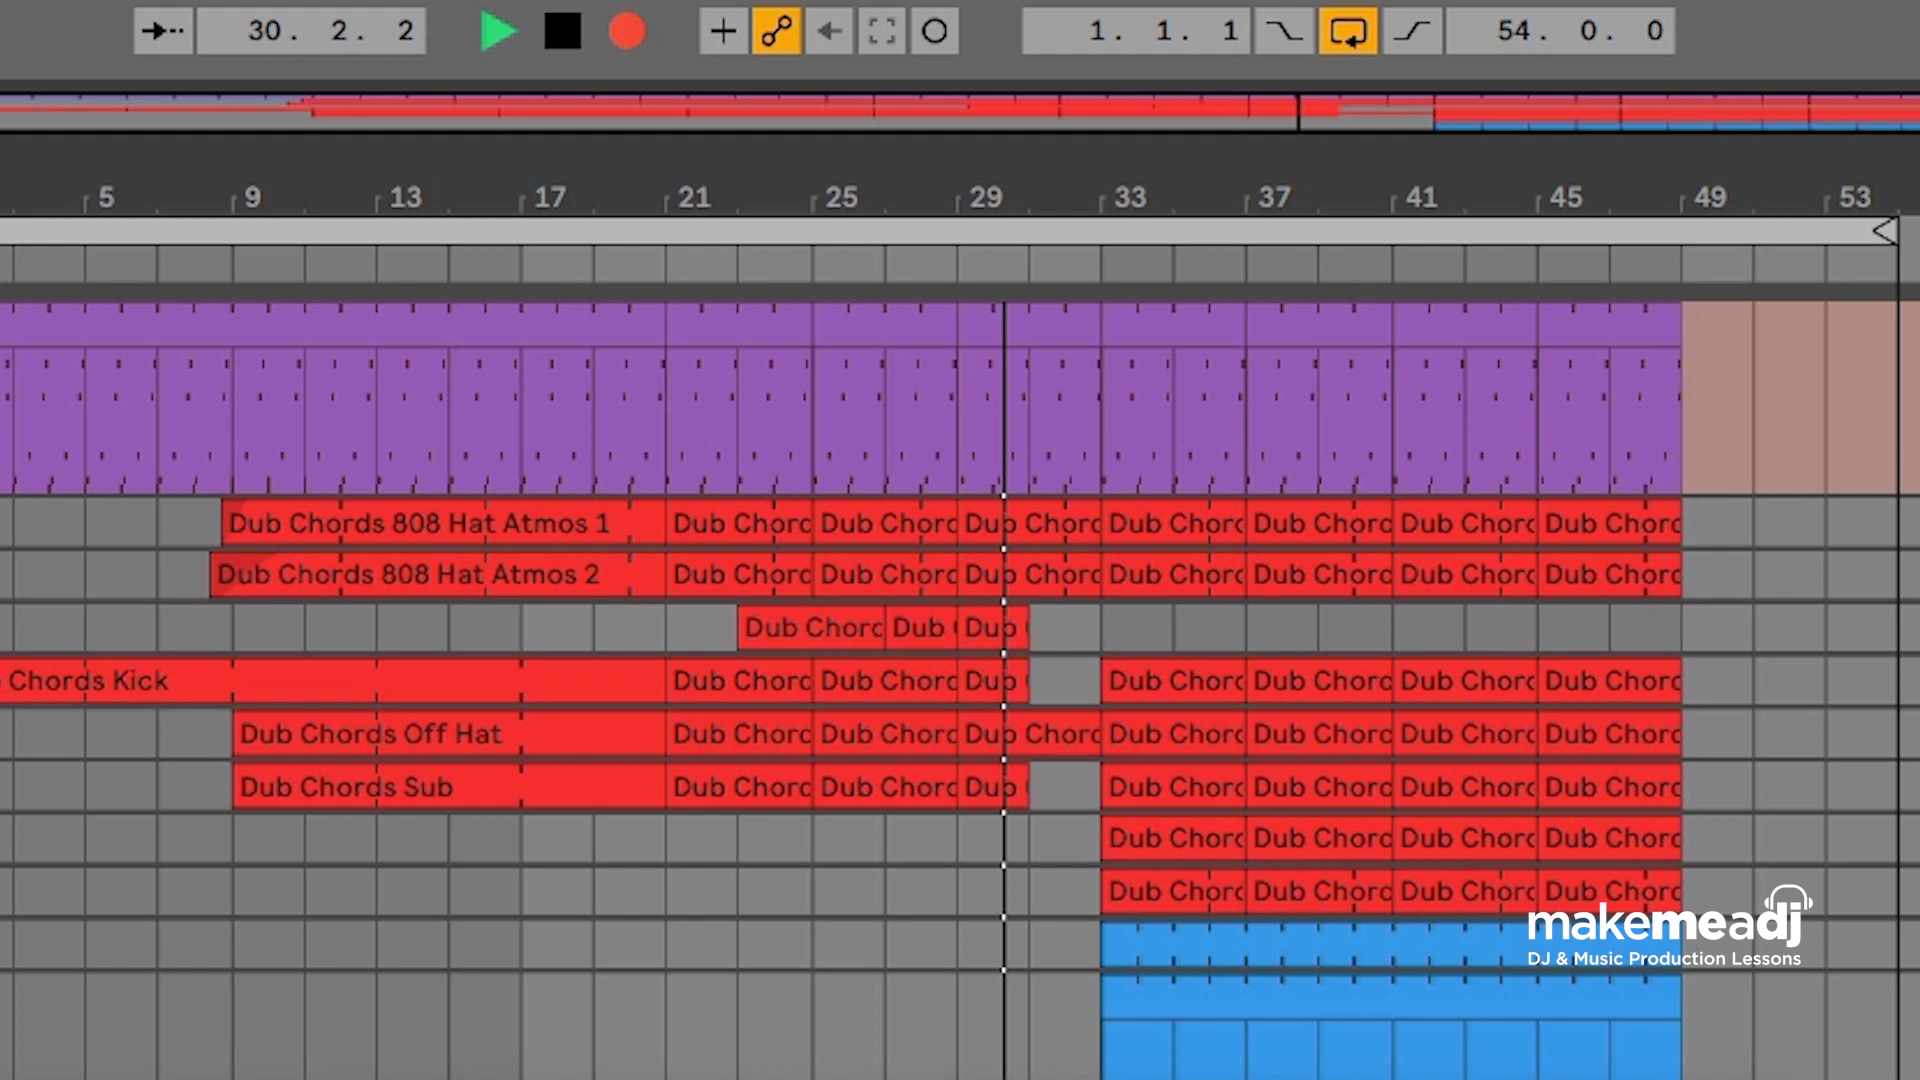 30. 2. 2 1. 1. 1 54. 0. 0
5 9 13 17 21 25 29 33 37 41 45 49 53
Dub Chords 808 Hat Atmos 1 Dub Chord Dub Chord Dub Chord Dub Chord Dub Chord Dub Chord Dub Chord
Dub Chords 808 Hat Atmos 2 Dub Chord Dub Chord Dub Chord Dub Chord Dub Chord Dub Chord Dub Chord
Dub Chord Dub Dub
Chords Kick Dub Chord Dub Chord Dub Dub Chord Dub Chord Dub Chord Dub Chord
Dub Chords Off Hat Dub Chord Dub Chord Dub Chord Dub Chord Dub Chord Dub Chord Dub Chord
Dub Chords Sub Dub Chord Dub Chord Dub Dub Chord Dub Chord Dub Chord Dub Chord
Dub Chord Dub Chord Dub Chord Dub Chord
Dub Chord Dub Chord Dub Chord Dub Chord
makemeadj
DJ & Music Production Lessons